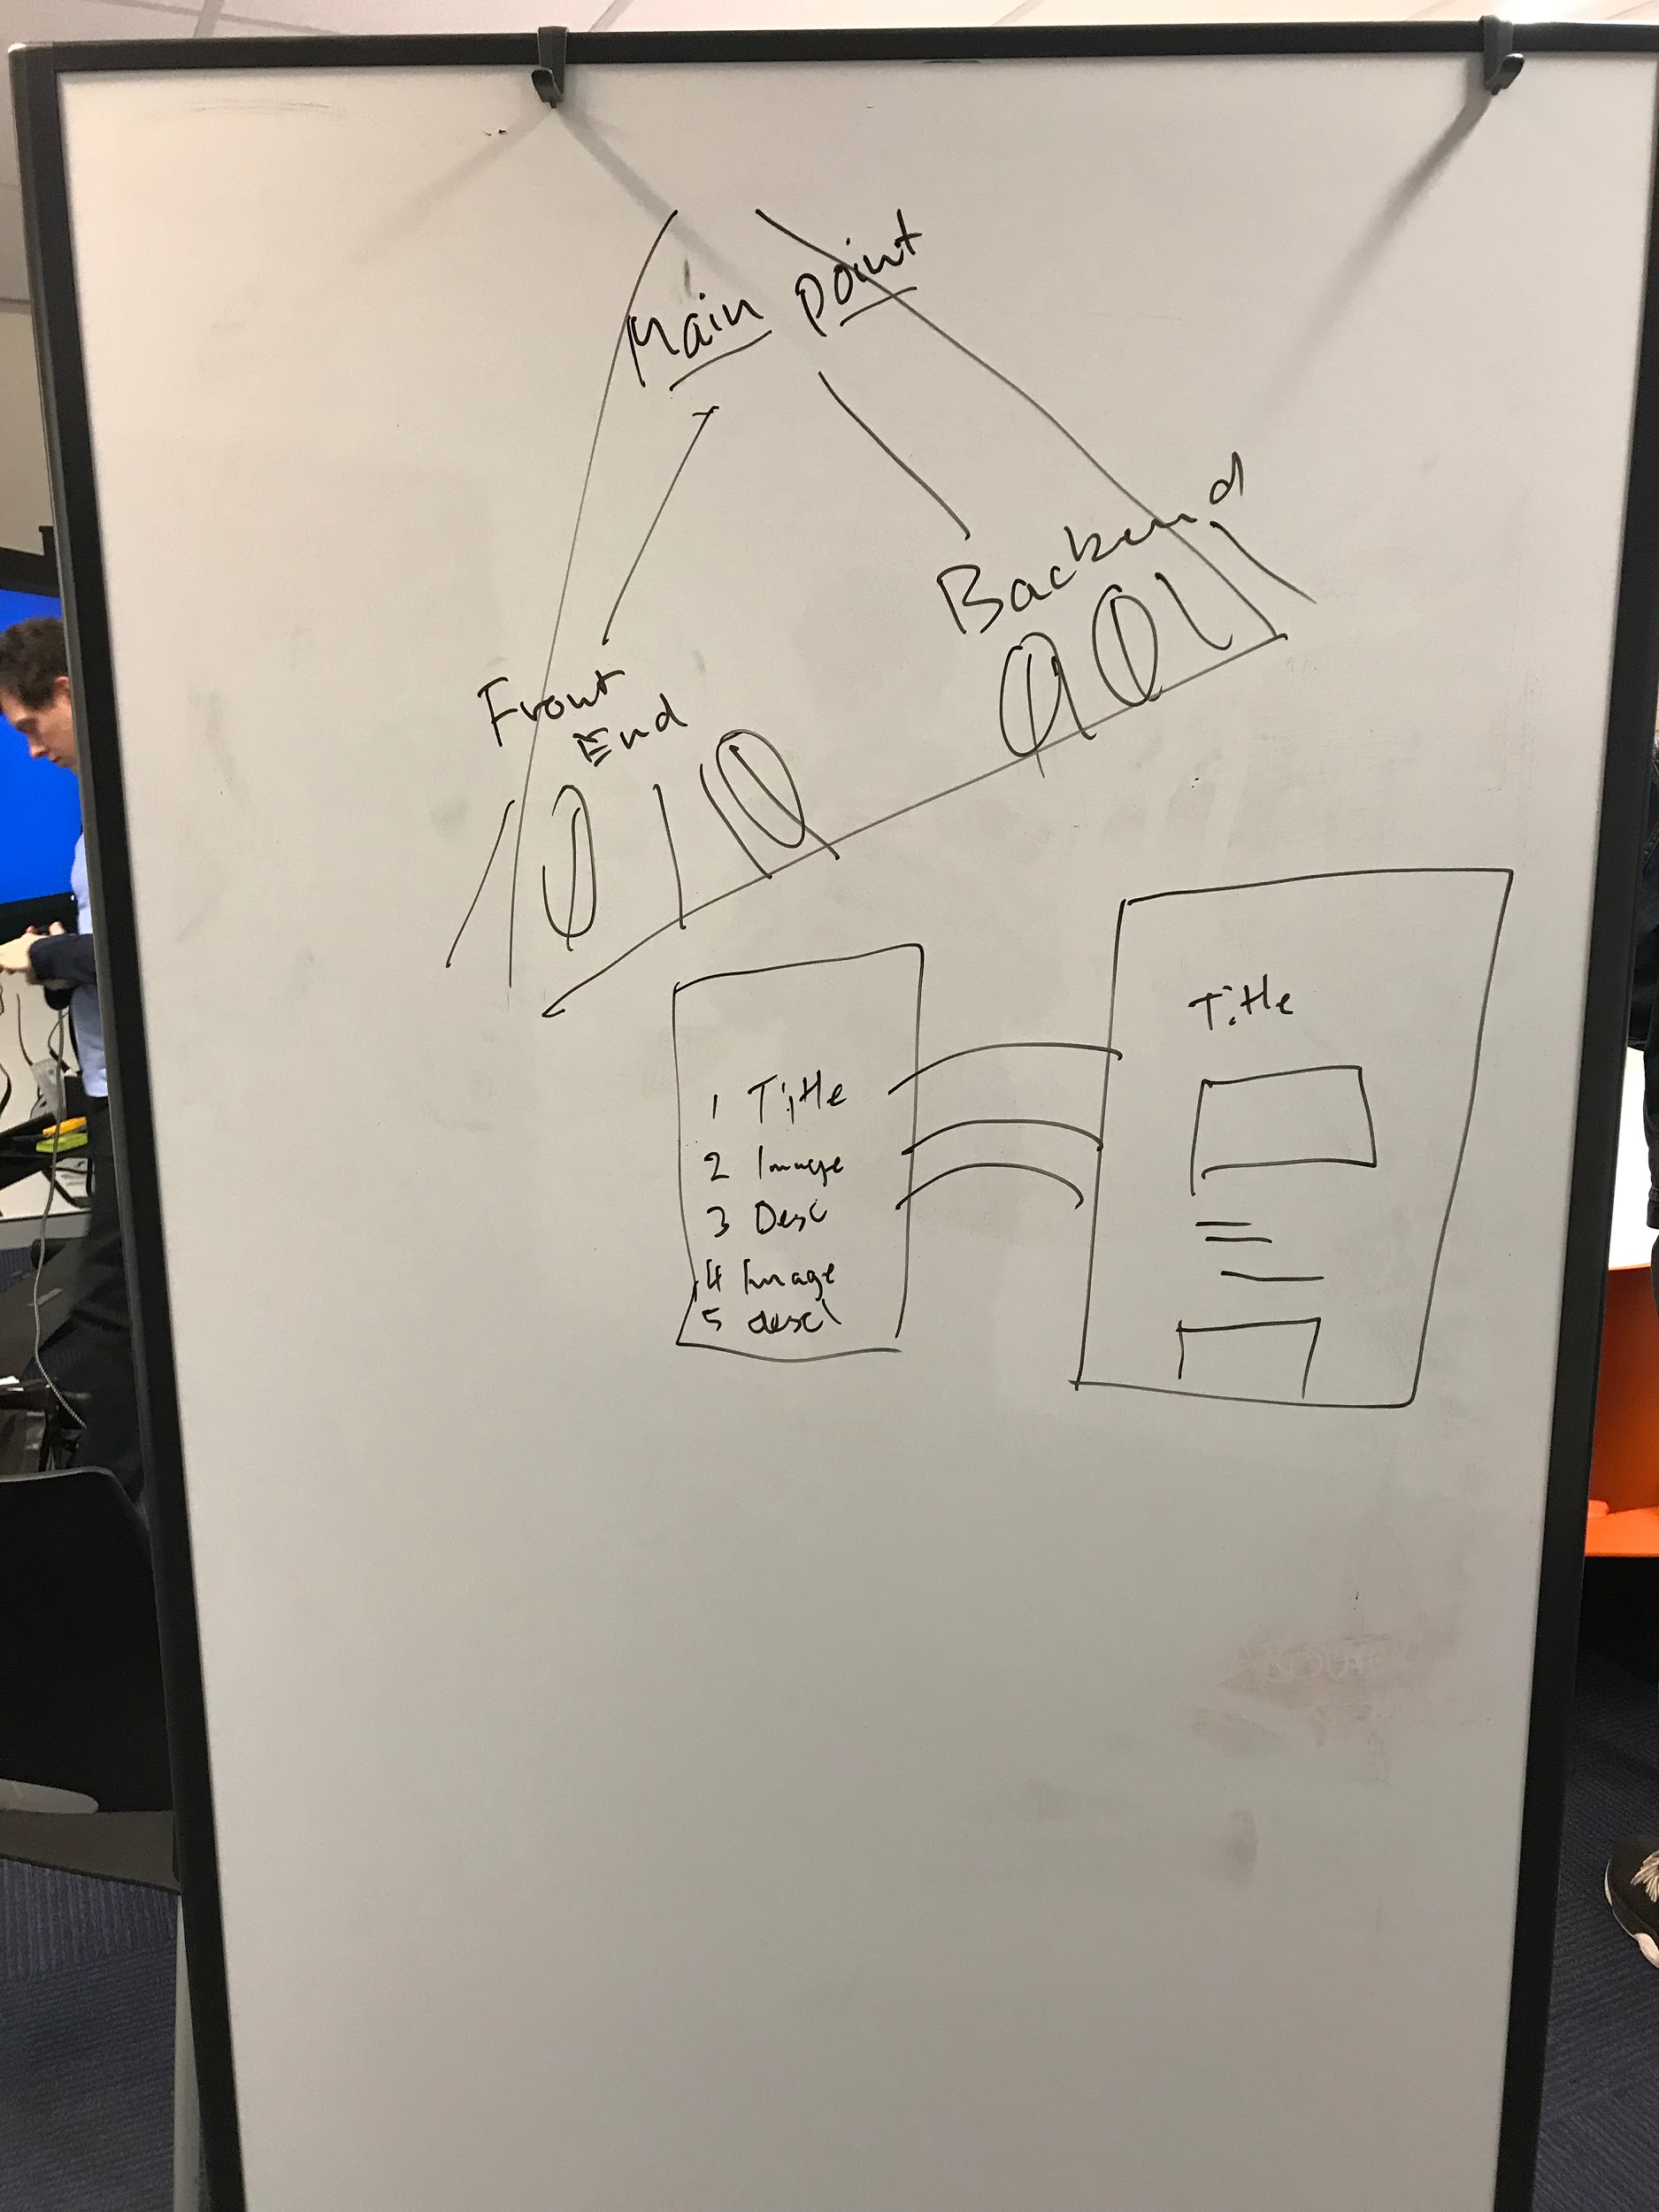 Main point
Backend
Front
End
Title
1 Title
2 Image
3 Desc
4 Image
5 desc